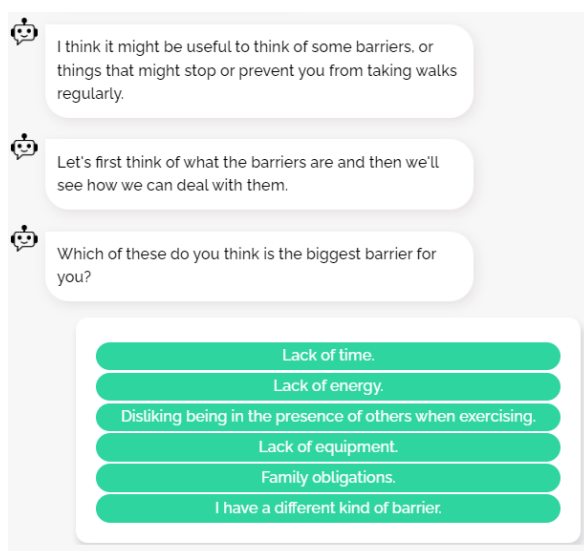 I think it might be useful to think of some barriers, or
things that might stop or prevent you from taking walks
regularly.
Let's first think of what the barriers are and then we'll
see how we can deal with them.
Which of these do you think is the biggest barrier for
you?
Lack of time.
Lack of energy.
Disliking being in the presence of others when exercising.
Lack of equipment.
Family obligations.
I have a different kind of barrier.